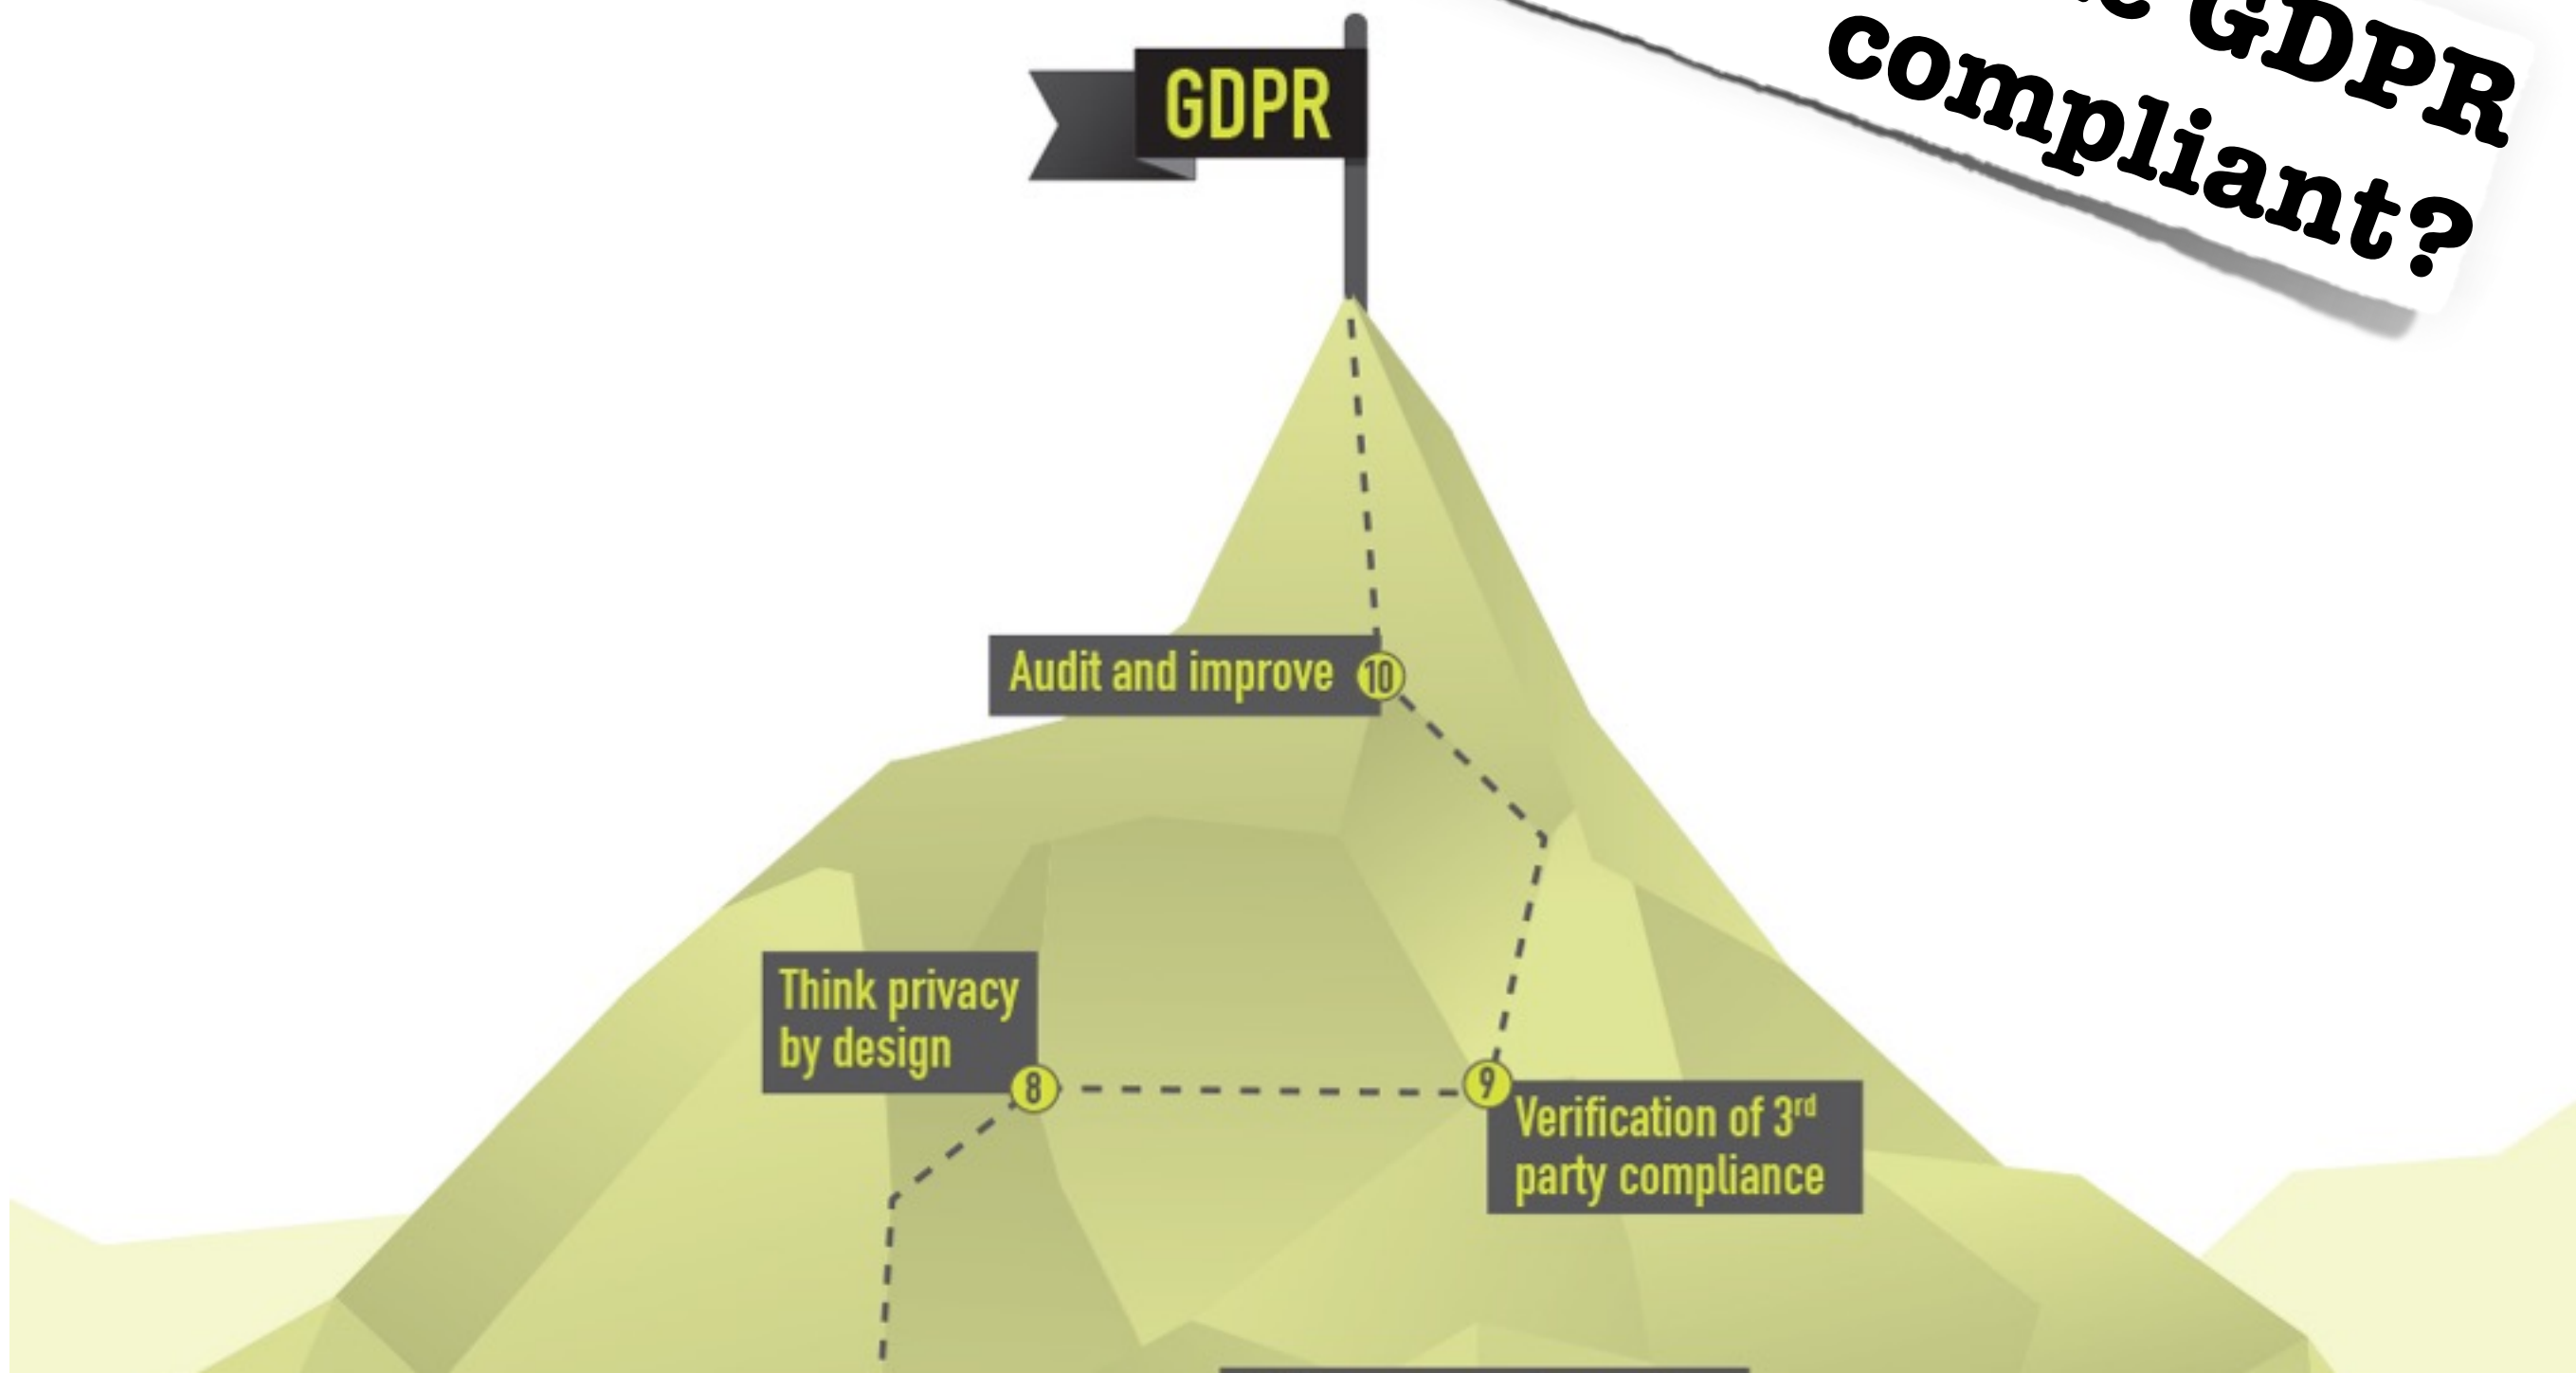 GDPR
compliant?
GDPR
Audit and improve 10
Think privacy
by design
8
9
Verification of 3rd
party compliance